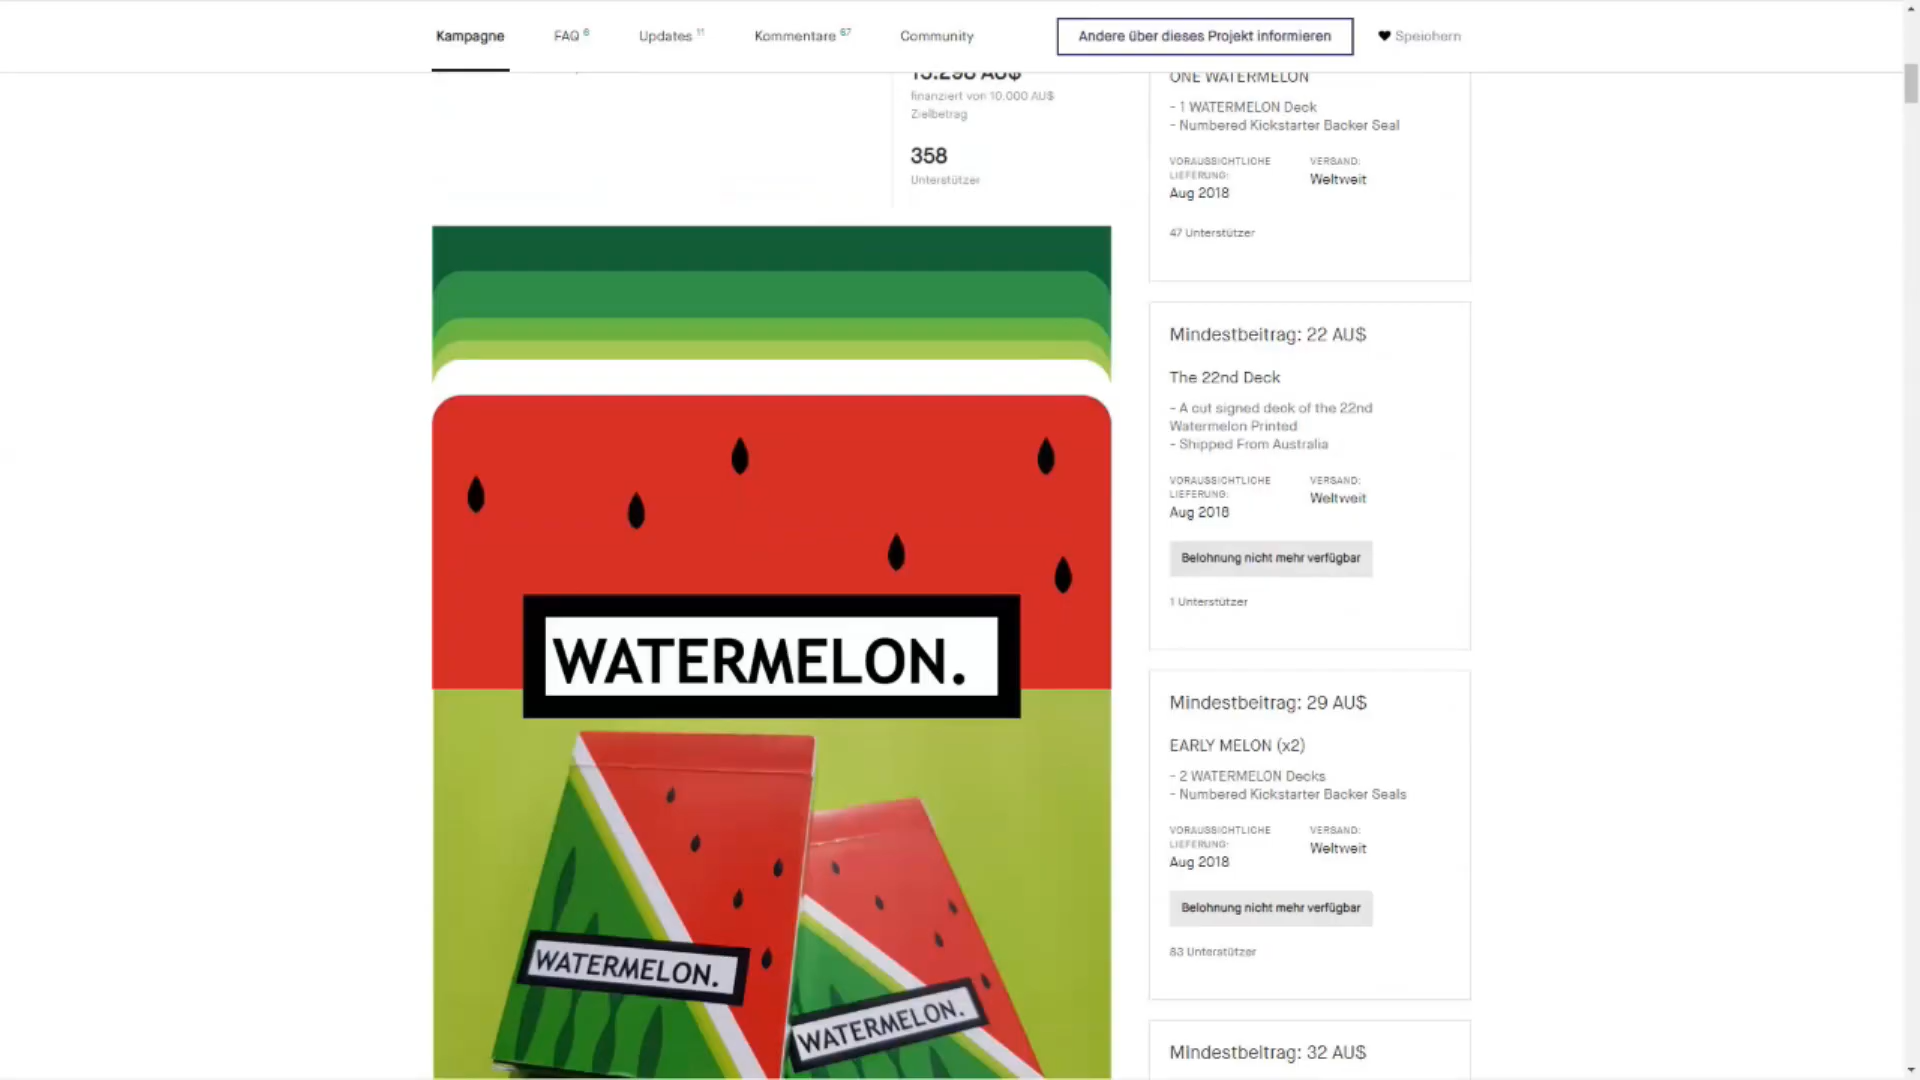 Kampagne
FAQ 6
Updates 11
Kommentare 67
Community
Andere über dieses Projekt informieren
Speichern
15.298 AU$
finanziert von 10.000 AU$
Zielbetrag
358
Unterstützer
WATERMELON.
WATERMELON.
WATERMELON.
ONE WATERMELON
- 1 WATERMELON Deck
- Numbered Kickstarter Backer Seal
VORAUSSICHTLICHE
LIEFERUNG:
Aug 2018
VERSAND:
Weltweit
47 Unterstützer
Mindestbeitrag: 22 AU$
The 22nd Deck
- A cut signed deck of the 22nd
Watermelon Printed
- Shipped From Australia
VORAUSSICHTLICHE
LIEFERUNG:
Aug 2018
VERSAND:
Weltweit
Belohnung nicht mehr verfügbar
1 Unterstützer
Mindestbeitrag: 29 AU$
EARLY MELON (x2)
- 2 WATERMELON Decks
- Numbered Kickstarter Backer Seals
VORAUSSICHTLICHE
LIEFERUNG:
Aug 2018
VERSAND:
Weltweit
Belohnung nicht mehr verfügbar
83 Unterstützer
Mindestbeitrag: 32 AU$